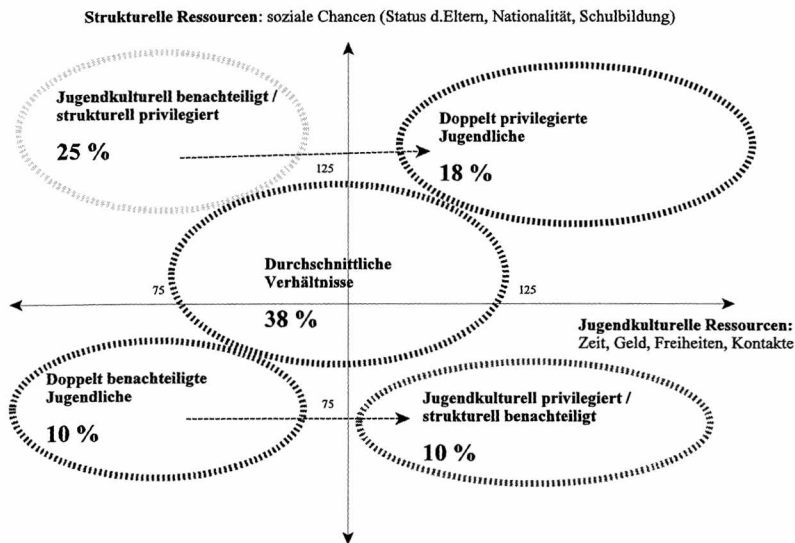 Strukturelle Ressourcen: soziale Chancen (Status d.Eltern, Nationalität, Schulbildung)
Jugendkulturell benachteiligt /
strukturell privilegiert
25 %
Doppelt privilegierte
Jugendliche
18 %
125
Durchschnittliche
Verhältnisse
38 %
75
125
Jugendkulturelle Ressourcen:
Zeit, Geld, Freiheiten, Kontakte
Doppelt benachteiligte
Jugendliche
10 %
75
Jugendkulturell privilegiert /
strukturell benachteiligt
10 %